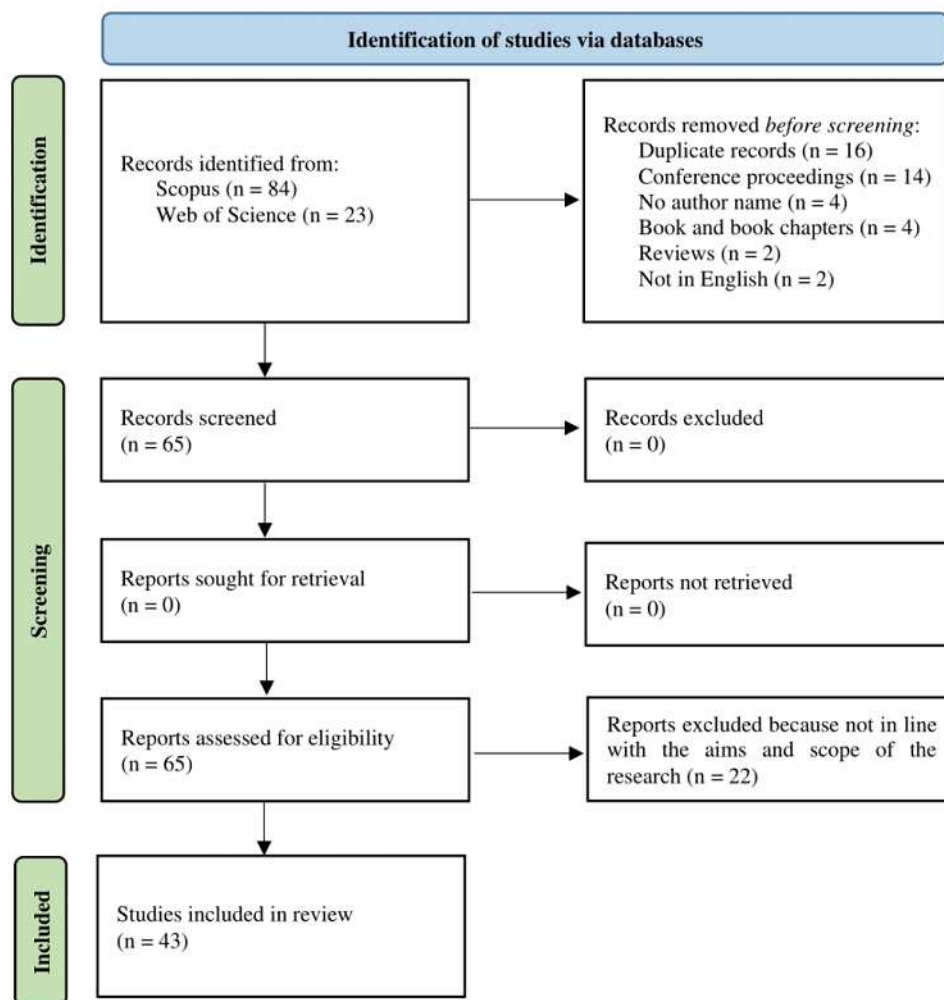 Identification of studies via databases
Identification
Records identified from:
Scopus (n = 84)
Web of Science (n = 23)
Records removed before screening:
Duplicate records (n = 16)
Conference proceedings (n = 14)
No author name (n = 4)
Book and book chapters (n = 4)
Reviews (n = 2)
Not in English (n = 2)
Screening
Records screened
(n = 65)
Records excluded
(n = 0)
Reports sought for retrieval
(n = 0)
Reports not retrieved
(n = 0)
Reports assessed for eligibility
(n = 65)
Reports excluded because not in line
with the aims and scope of the
research (n = 22)
Included
Studies included in review
(n = 43)